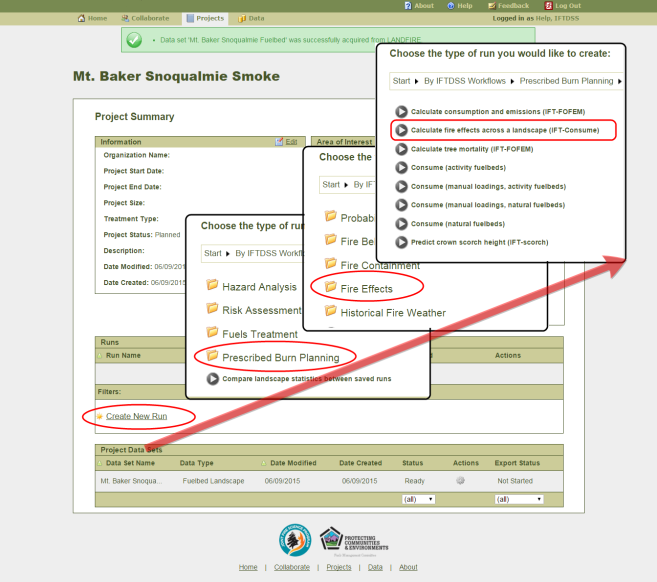 About Help Feedback Log Out
Home Collaborate Projects Data Logged in as Help, IFTDSS
Data set 'Mt. Baker Snoqualmie Fuelbed' was successfully acquired from LANDFIRE
Mt. Baker Snoqualmie Smoke
Project Summary
Information Edit
Organization Name:
Project Start Date:
Project End Date:
Project Size:
Treatment Type:
Project Status: Planned
Description:
Date Modified: 06/09/201
Date Created: 06/09/2015
Area of Interest
Choose the type of run
Start ▸ By IFTDSS Workfl
Hazard Analysis
Risk Assessment
Fuels Treatment
Prescribed Burn Planning
Compare landscape statistics between saved runs
Choose the
Start ▸ By IF
Probab
Fire Be
Fire Containment
Fire Effects
Historical Fire Weather
Choose the type of run you would like to create:
Start ▸ By IFTDSS Workflows ▸ Prescribed Burn Planning ▸
Calculate consumption and emissions (IFT-FOFEM)
Calculate fire effects across a landscape (IFT-Consume)
Calculate tree mortality (IFT-FOFEM)
Consume (activity fuelbeds)
Consume (manual loadings, activity fuelbeds)
Consume (manual loadings, natural fuelbeds)
Consume (natural fuelbeds)
Predict crown scorch height (IFT-scorch)
Runs
Run Name Actions
Filters:
Create New Run
Project Data Sets
Data Set Name Data Type Date Modified Date Created Status Actions Export Status
Mt. Baker Snoqua... Fuelbed Landscape 06/09/2015 06/09/2015 Ready Not Started
(all) (all)
PROTECTING
COMMUNITIES
& ENVIRONMENTS
Home | Collaborate | Projects | Data | About